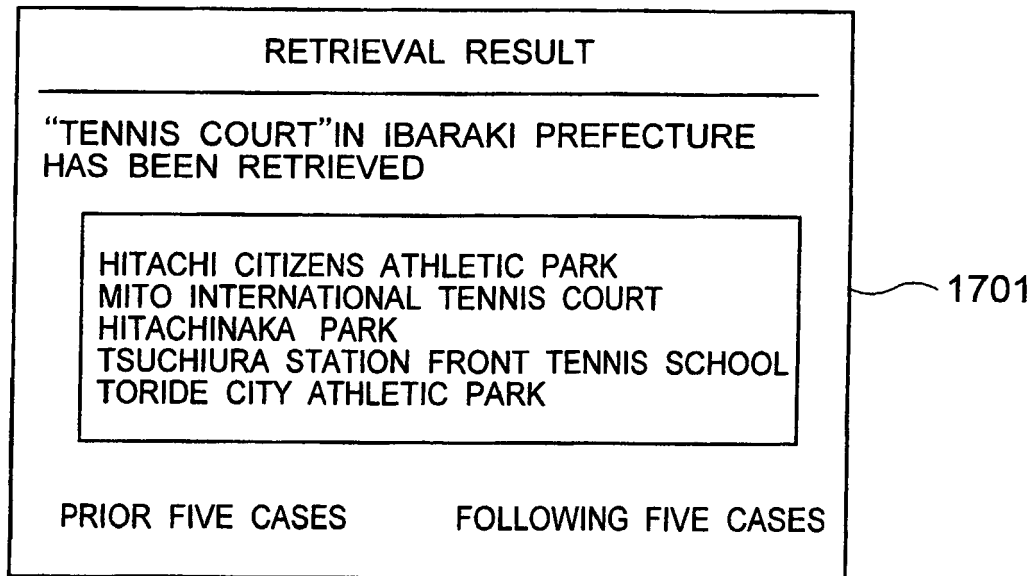 RETRIEVAL RESULT
“TENNIS COURT”IN IBARAKI PREFECTURE
HAS BEEN RETRIEVED
HITACHI CITIZENS ATHLETIC PARK
MITO INTERNATIONAL TENNIS COURT
HITACHINAKA PARK
TSUCHIURA STATION FRONT TENNIS SCHOOL
TORIDE CITY ATHLETIC PARK
1701
PRIOR FIVE CASES FOLLOWING FIVE CASES